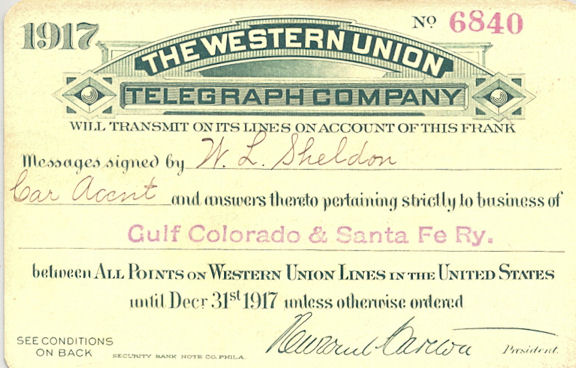 1917
Nº 6840
THE WESTERN UNION
TELEGRAPH COMPANY
WILL TRANSMIT ON ITS LINES ON ACCOUNT OF THIS FRANK
Messages signed by W. L. Sheldon
Car Accnt and answers thereto pertaining strictly to business of
Gulf Colorado & Santa Fe Ry.
between ALL POINTS ON WESTERN UNION LINES IN THE UNITED STATES
until Decr 31st 1917 unless otherwise ordered
SEE CONDITIONS
ON BACK
SECURITY BANK NOTE CO. PHILA.
Newcomb Carlton
President.